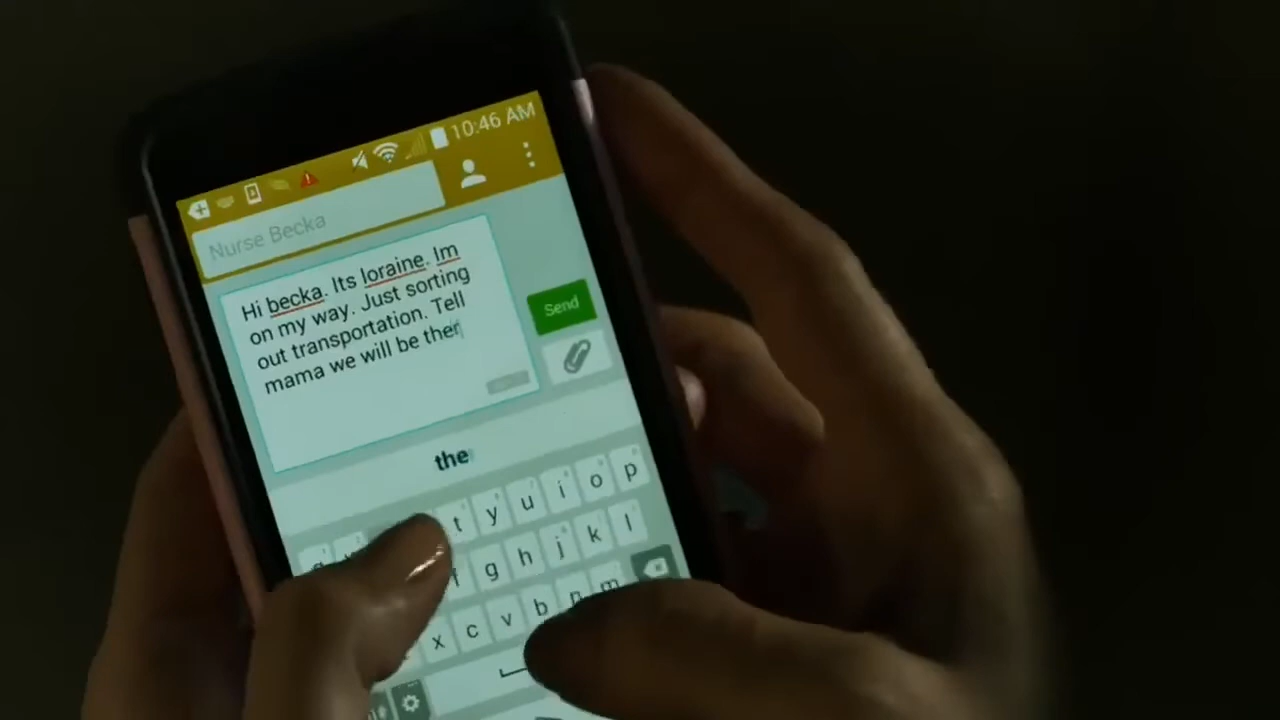 10:46 AM
Nurse Becka
Hi becka. Its loraine. Im
on my way. Just sorting
out transportation. Tell
mama we will be ther
Send
the
t y u i o p
f g h j k l
x c v b n m